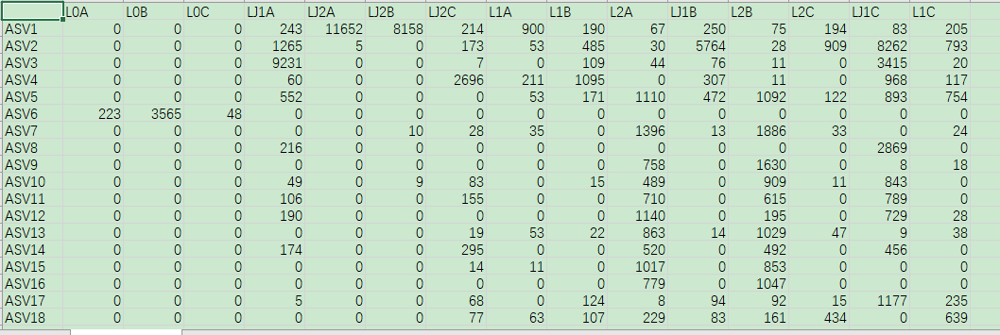 L0A L0B L0C LJ1A LJ2A LJ2B LJ2C L1A L1B L2A LJ1B L2B L2C LJ1C L1C
ASV1 0 0 0 243 11652 8158 214 900 190 67 250 75 194 83 205
ASV2 0 0 0 1265 5 0 173 53 485 30 5764 28 909 8262 793
ASV3 0 0 0 9231 0 0 7 0 109 44 76 11 0 3415 20
ASV4 0 0 0 60 0 0 2696 211 1095 0 307 11 0 968 117
ASV5 0 0 0 552 0 0 0 53 171 1110 472 1092 122 893 754
ASV6 223 3565 48 0 0 0 0 0 0 0 0 0 0 0 0
ASV7 0 0 0 0 0 10 28 35 0 1396 13 1886 33 0 24
ASV8 0 0 0 216 0 0 0 0 0 0 0 0 0 2869 0
ASV9 0 0 0 0 0 0 0 0 0 758 0 1630 0 8 18
ASV10 0 0 0 49 0 9 83 0 15 489 0 909 11 843 0
ASV11 0 0 0 106 0 0 155 0 0 710 0 615 0 789 0
ASV12 0 0 0 190 0 0 0 0 0 1140 0 195 0 729 28
ASV13 0 0 0 0 0 0 19 53 22 863 14 1029 47 9 38
ASV14 0 0 0 174 0 0 295 0 0 520 0 492 0 456 0
ASV15 0 0 0 0 0 0 14 11 0 1017 0 853 0 0 0
ASV16 0 0 0 0 0 0 0 0 0 779 0 1047 0 0 0
ASV17 0 0 0 5 0 0 68 0 124 8 94 92 15 1177 235
ASV18 0 0 0 0 0 0 77 63 107 229 83 161 434 0 639